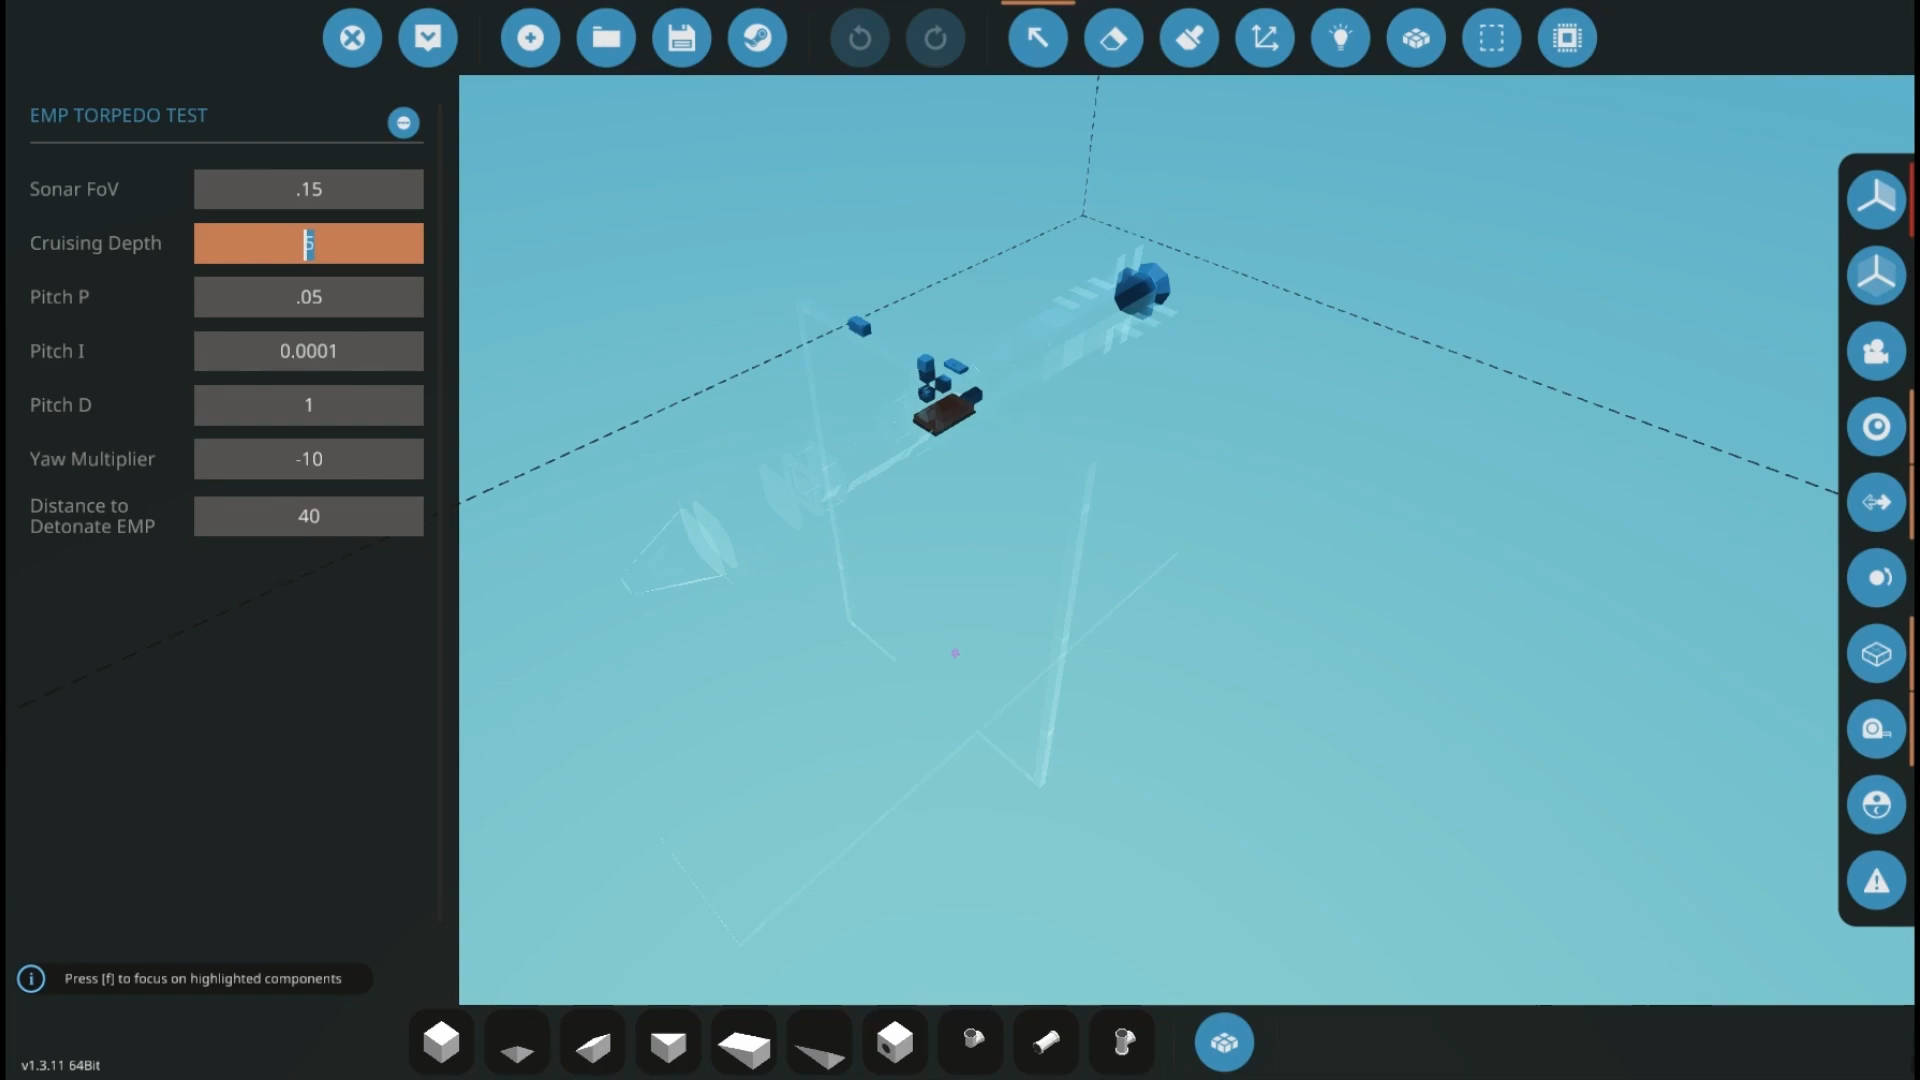 EMP TORPEDO TEST
Sonar FoV .15
Cruising Depth 5
Pitch P .05
Pitch I 0.0001
Pitch D 1
Yaw Multiplier -10
Distance to
Detonate EMP 40
Press [f] to focus on highlighted components
v1.3.11 64Bit